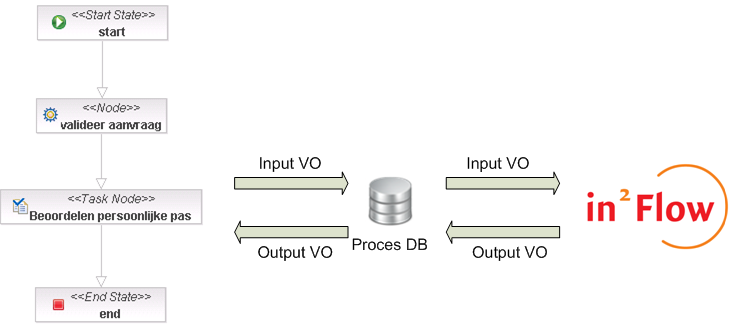 <<Start State>>
start
<<Node>>
valideer aanvraag
<<Task Node>>
Beoordelen persoonlijke pas
<<End State>>
end
Input VO
Output VO
Proces DB
Input VO
Output VO
in2Flow